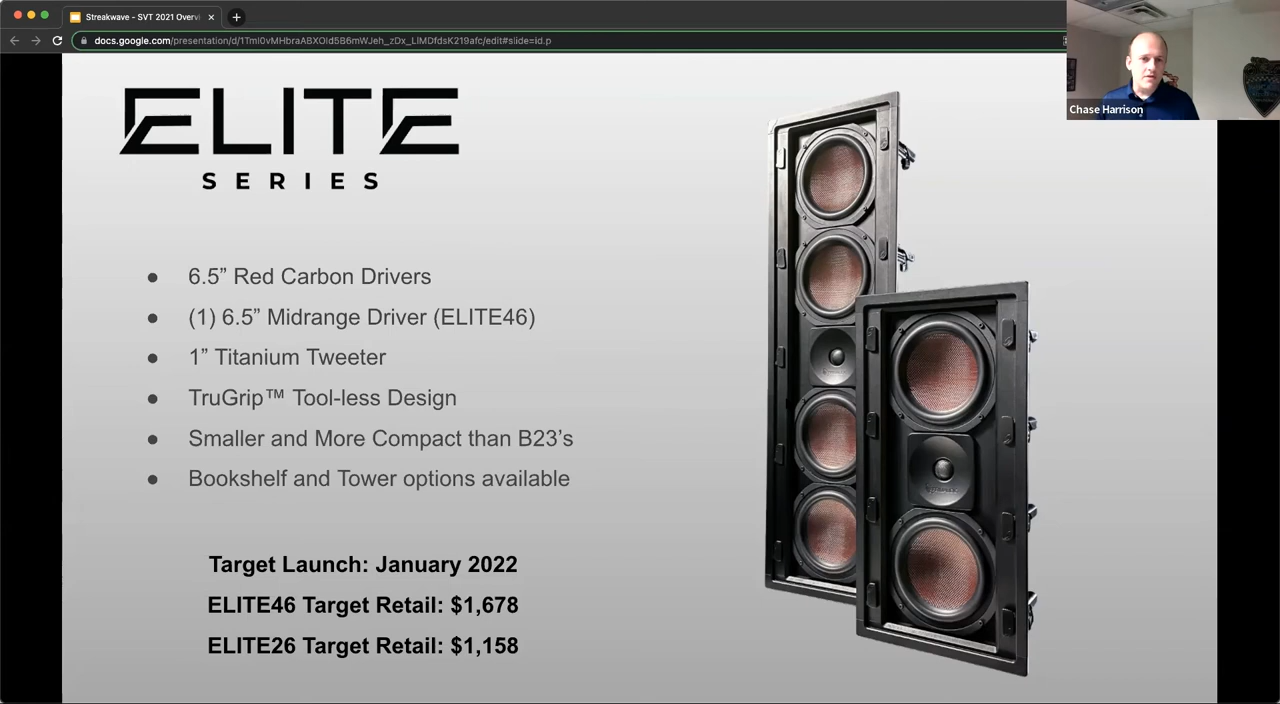 Streakwave - SVT 2021 Overvi
docs.google.com/presentation/d/1TmI0vMHbraABXOId5B6mWJeh_zDx_LIMDfdsK219afc/edit#slide=id.p
Chase Harrison
ELITE
SERIES
● 6.5” Red Carbon Drivers
● (1) 6.5” Midrange Driver (ELITE46)
● 1” Titanium Tweeter
● TruGrip™ Tool-less Design
● Smaller and More Compact than B23’s
● Bookshelf and Tower options available
Target Launch: January 2022
ELITE46 Target Retail: $1,678
ELITE26 Target Retail: $1,158